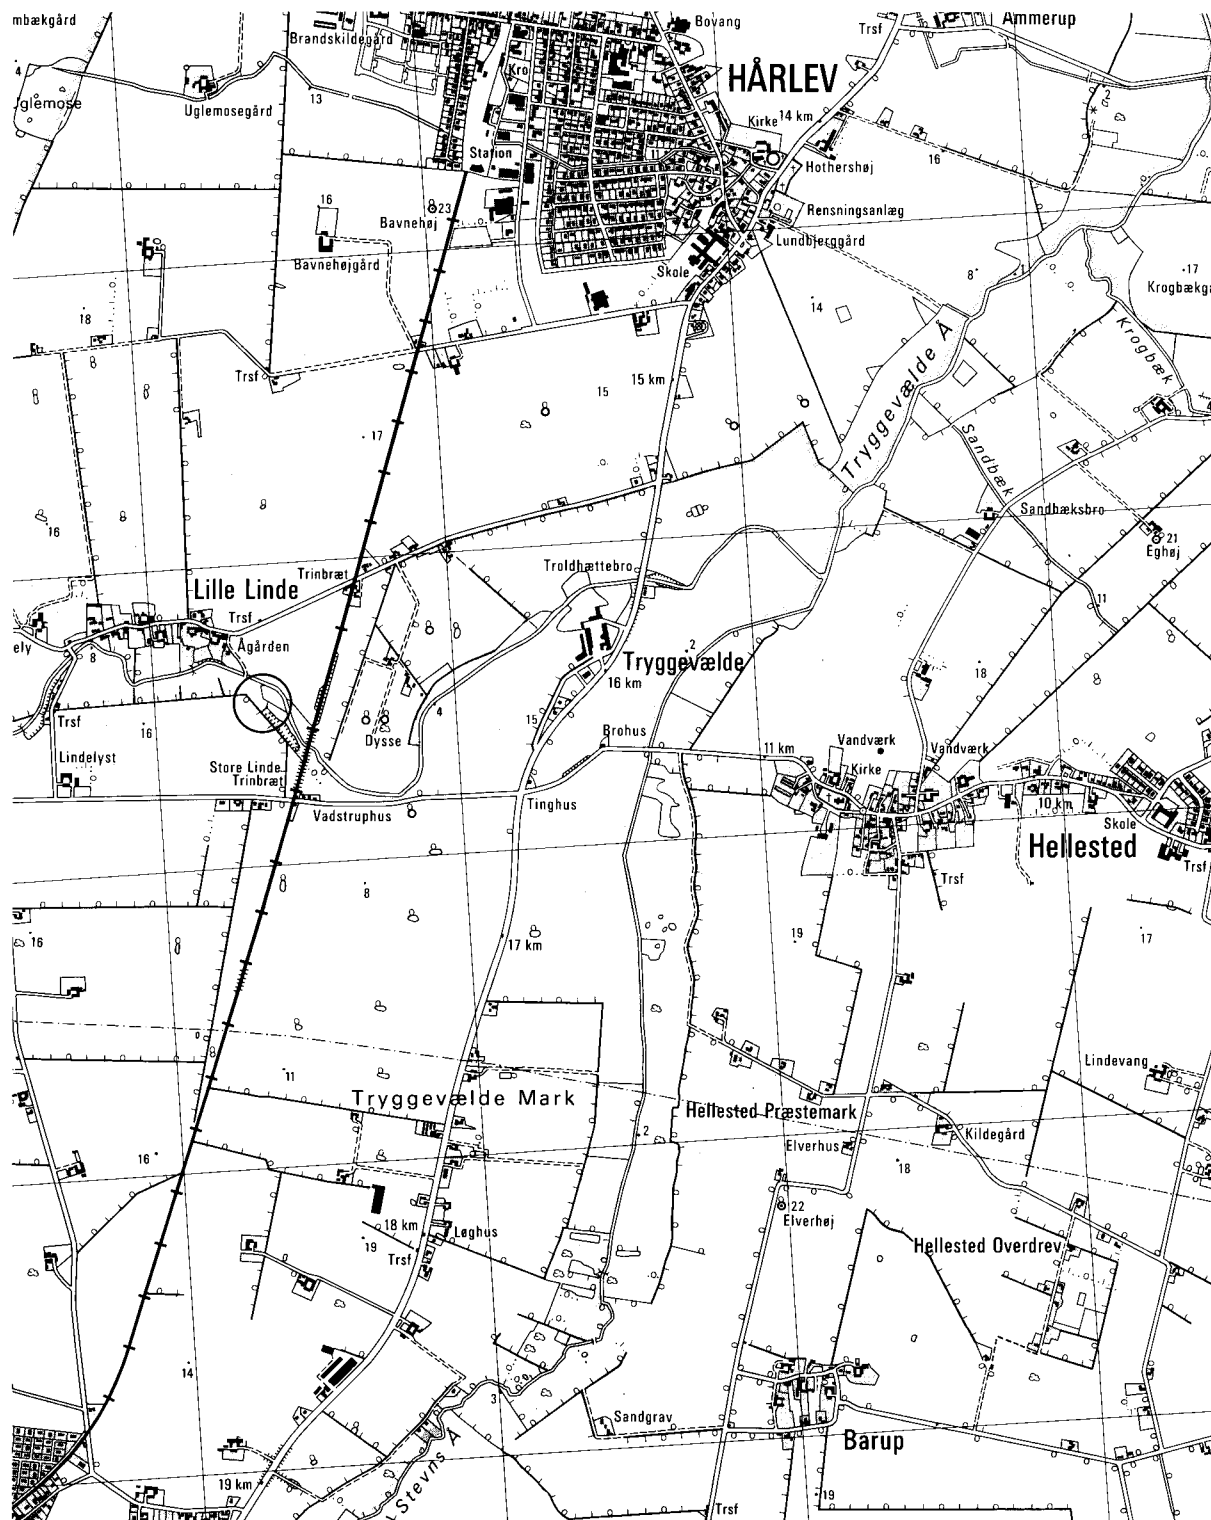 mbækgård
Brandskildegård
Bovang
Trsf
Ammerup
Kro
HÅRLEV
4
glemose
Uglemosegård
13
2
Kirke
14 km
Station
11
Hothershøj
16
16
23
Bavnehøj
Rensningsanlæg
Lundbjerggård
Bavnehøjgård
Skole
8
17
Krogbækgå
18
14
Krogbæk
Tryggevælde Å
Trsf
15 km
15
17
Sandbæk
16
Sandbæksbro
21
Eghøj
Troldhættebro
Trinbræt
Lille Linde
Trsf
11
ely
8
Ågården
2
Tryggevælde
18
16 km
4
15
Trsf
16
Dysse
Brohus
Lindelyst
11 km
Vandværk
Vandværk
Store Linde
Trinbræt
Kirke
Tinghus
10 km
Vadstruphus
Skole
Hellested
Trsf
Trsf
8
16
19
17
17 km
Lindevang
11
Tryggevælde Mark
Hellested Præstemark
2
Elverhus
Kildegård
16
18
22
Elverhøj
18 km
Løghus
19
Trsf
Hellested Overdrev
14
3
Sandgrav
Barup
19 km
Stevns Å
19
Trsf